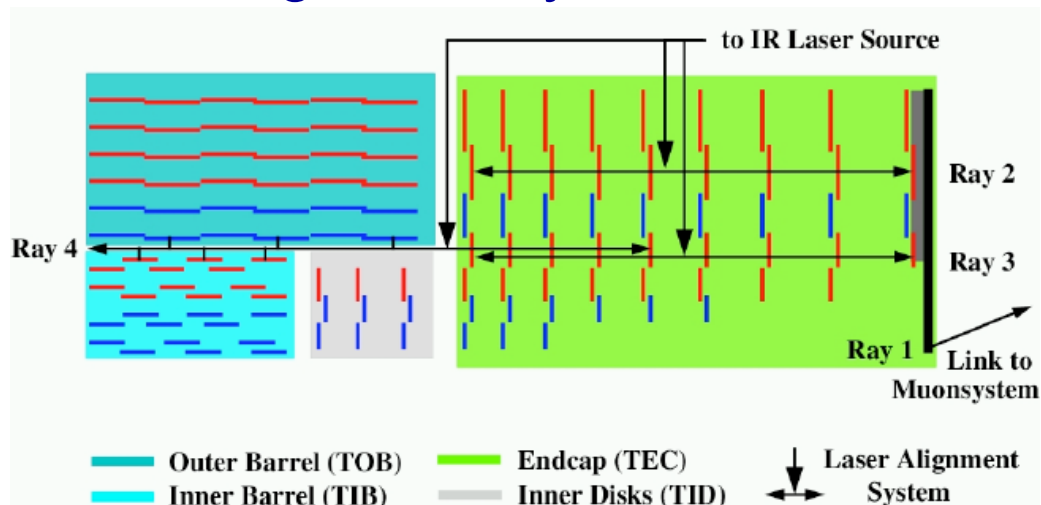 to IR Laser Source
Ray 2
Ray 4
Ray 3
Ray 1
Link to
Muonsystem
Outer Barrel (TOB)
Endcap (TEC)
Laser Alignment
Inner Barrel (TIB)
Inner Disks (TID)
System